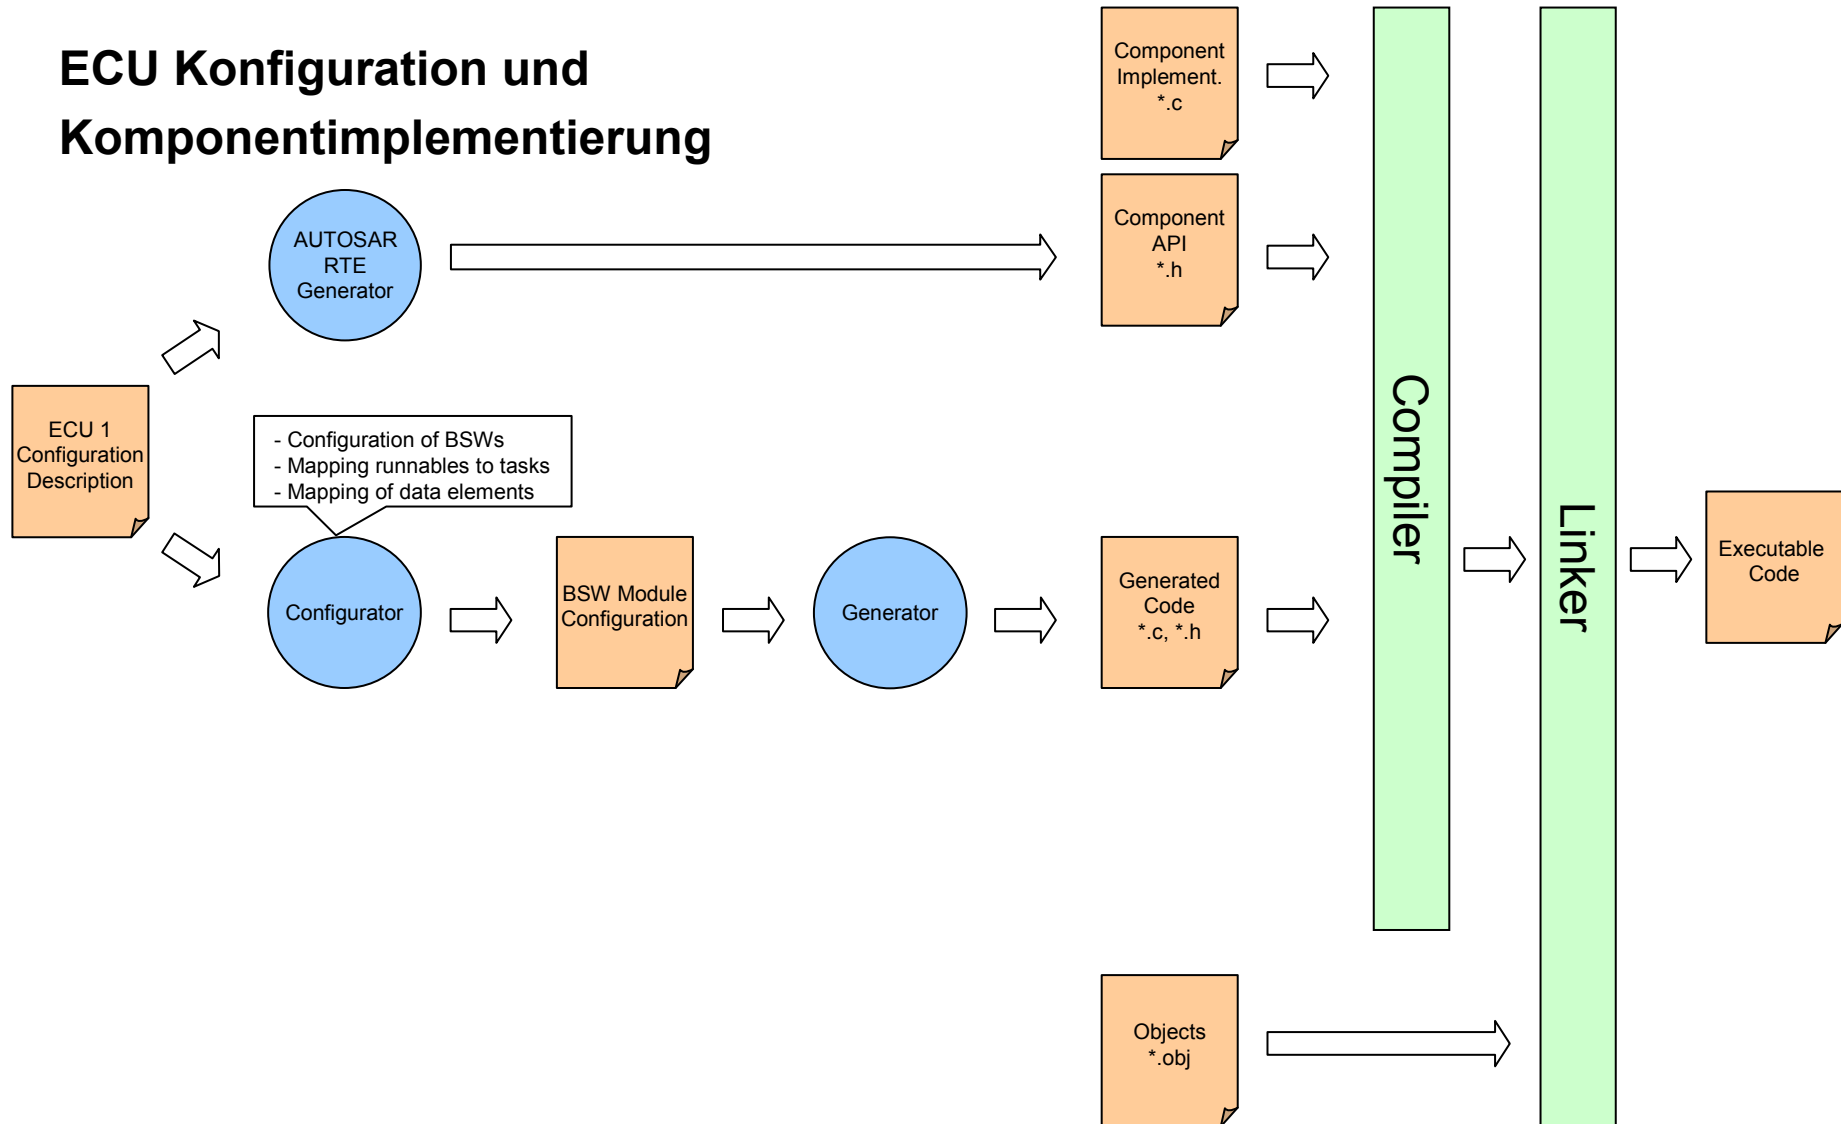 ECU Konfiguration und
Komponentimplementierung
Component
Implement.
*.c
AUTOSAR
RTE
Generator
Component
API
*.h
ECU 1
Configuration
Description
- Configuration of BSWs
- Mapping runnables to tasks
- Mapping of data elements
Configurator
BSW Module
Configuration
Generator
Generated
Code
*.c, *.h
Compiler
Linker
Executable
Code
Objects
*.obj